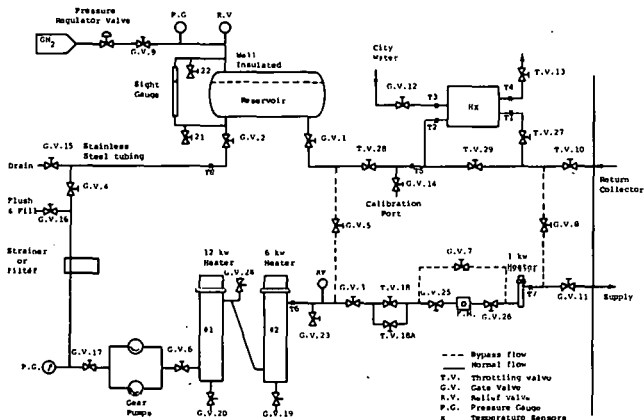 Pressure
Regulator Valve
P.G
R.V
GN2
G.V.9
Well
Insulated
City
Water
22
Sight
Gauge
Reservoir
G.V.12
T3
T4
T.V.13
Hx
T2
T1
21
G.V.2
G.V.1
T.V.27
G.V.15
Stainless
Steel tubing
T.V.28
T.V.29
T.V.10
Drain
T5
Return
Collector
G.V.4
G.V.14
Calibration
Port
Flush
& Fill
G.V.16
G.V.5
G.V.8
Strainer
or Filter
12 kw
Heater
6 kw
Heater
G.V.7
1 kw
Heater
RV
G.V.3
T.V.18
G.V.25
T6
T7
G.V.11
Supply
F.M.
G.V.26
#1
#2
G.V.23
T.V.18A
G.V.17
G.V.6
P.G.
Gear
Pumps
G.V.20
G.V.19
Bypass flow
Normal flow
T.V. Throttling valve
G.V. Gate Valve
R.V. Relief valve
P.G. Pressure Gauge
x Temperature Sensors